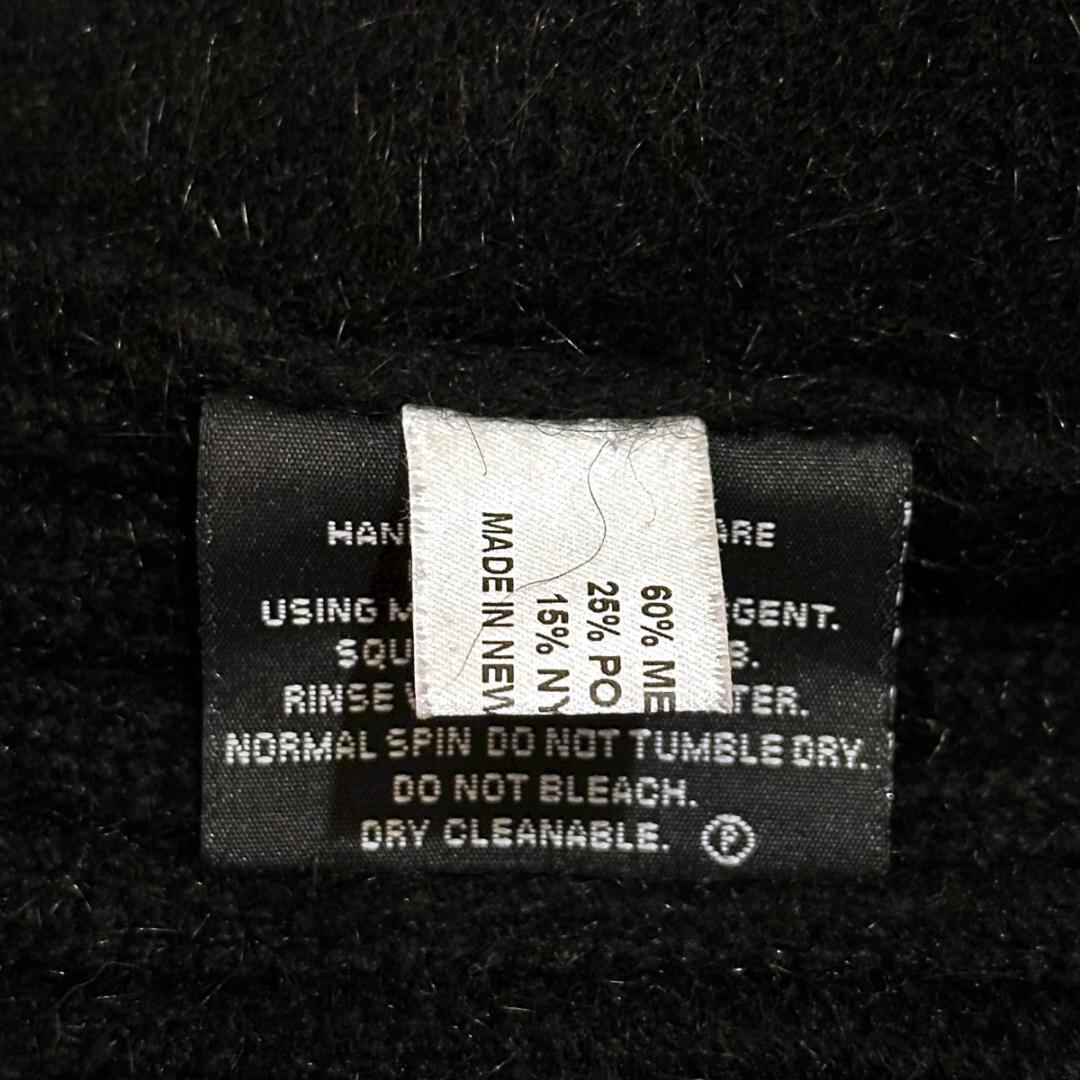 HAN ARE
USING M GENT.
SQU S.
RINSE TER.
NORMAL SPIN DO NOT TUMBLE DRY.
DO NOT BLEACH.
DRY CLEANABLE. P
60% ME
25% PO
15% NY
MADE IN NEW